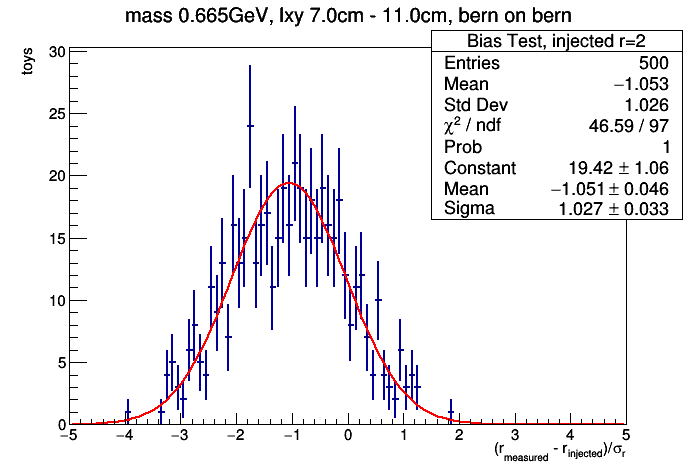 mass 0.665GeV, lxy 7.0cm - 11.0cm, bern on bern
Bias Test, injected r=2
Entries 500
Mean −1.053
Std Dev 1.026
χ² / ndf 46.59 / 97
Prob 1
Constant 19.42 ± 1.06
Mean −1.051 ± 0.046
Sigma 1.027 ± 0.033
toys
30
25
20
15
10
5
0
−5 −4 −3 −2 −1 0 1 2 3 4 5
(r_measured - r_injected)/σ_r